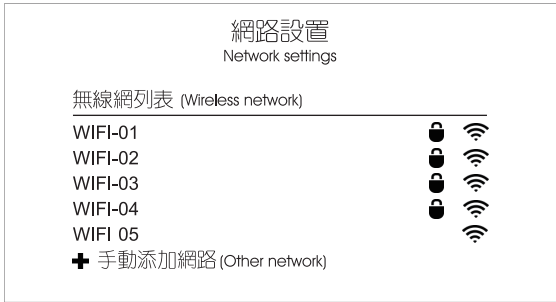 網路設置
Network settings
無線網列表 (Wireless network)
WIFI-01
WIFI-02
WIFI-03
WIFI-04
WIFI 05
手動添加網路(Other network)